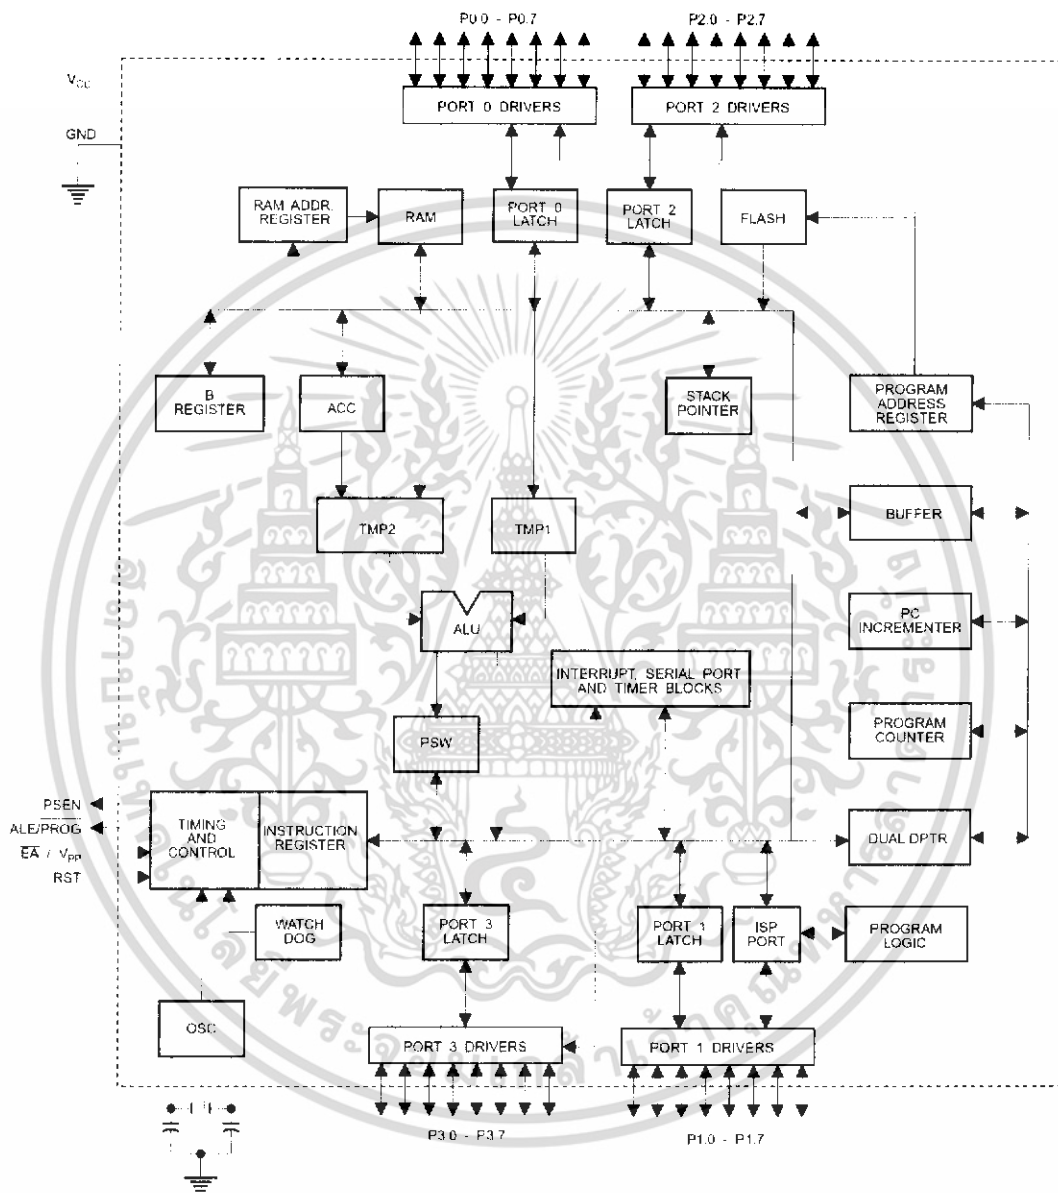 P0.0 - P0.7
P2.0 - P2.7
VCC
PORT 0 DRIVERS
PORT 2 DRIVERS
GND
RAM ADDR.
REGISTER
RAM
PORT 0
LATCH
PORT 2
LATCH
FLASH
B
REGISTER
ACC
STACK
POINTER
PROGRAM
ADDRESS
REGISTER
TMP2
TMP1
BUFFER
ALU
PC
INCREMENTER
INTERRUPT, SERIAL PORT
AND TIMER BLOCKS
PSW
PROGRAM
COUNTER
PSEN
ALE/PROG
EA / VPP
RST
TIMING
AND
CONTROL
INSTRUCTION
REGISTER
DUAL DPTR
WATCH
DOG
PORT 3
LATCH
PORT 1
LATCH
ISP
PORT
PROGRAM
LOGIC
OSC
PORT 3 DRIVERS
PORT 1 DRIVERS
P3.0 - P3.7
P1.0 - P1.7